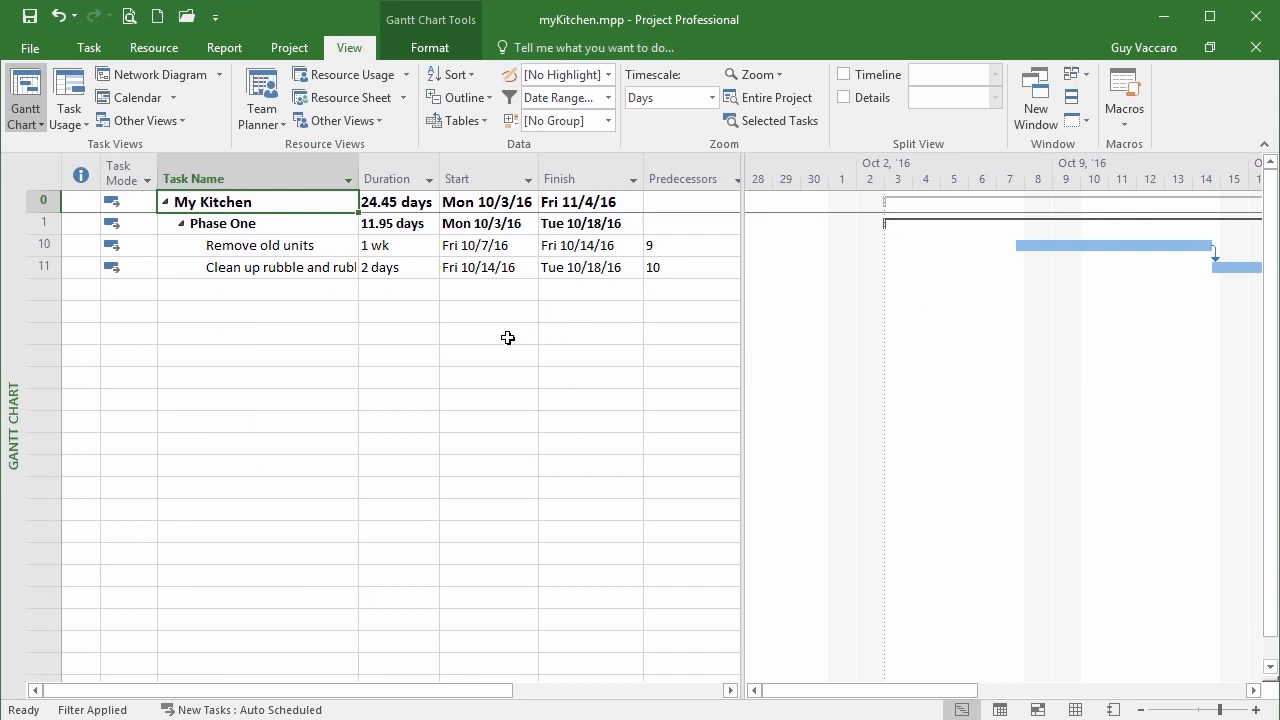 Gantt Chart Tools
myKitchen.mpp - Project Professional
File Task Resource Report Project View Format Tell me what you want to do... Guy Vaccaro
Gantt Chart
Task Usage
Network Diagram
Calendar
Other Views
Task Views
Team Planner
Resource Usage
Resource Sheet
Other Views
Resource Views
Sort
Outline
Tables
[No Highlight]
Date Range...
[No Group]
Data
Timescale:
Days
Zoom
Entire Project
Selected Tasks
Zoom
Timeline
Details
Split View
New Window
Window
Macros
Macros
Task Mode Task Name Duration Start Finish Predecessors
Oct 2, '16 Oct 9, '16 O
28 29 30 1 2 3 4 5 6 7 8 9 10 11 12 13 14 15 1
0 My Kitchen 24.45 days Mon 10/3/16 Fri 11/4/16
1 Phase One 11.95 days Mon 10/3/16 Tue 10/18/16
10 Remove old units 1 wk Fri 10/7/16 Fri 10/14/16 9
11 Clean up rubble and rubl 2 days Fri 10/14/16 Tue 10/18/16 10
GANTT CHART
Ready Filter Applied New Tasks : Auto Scheduled